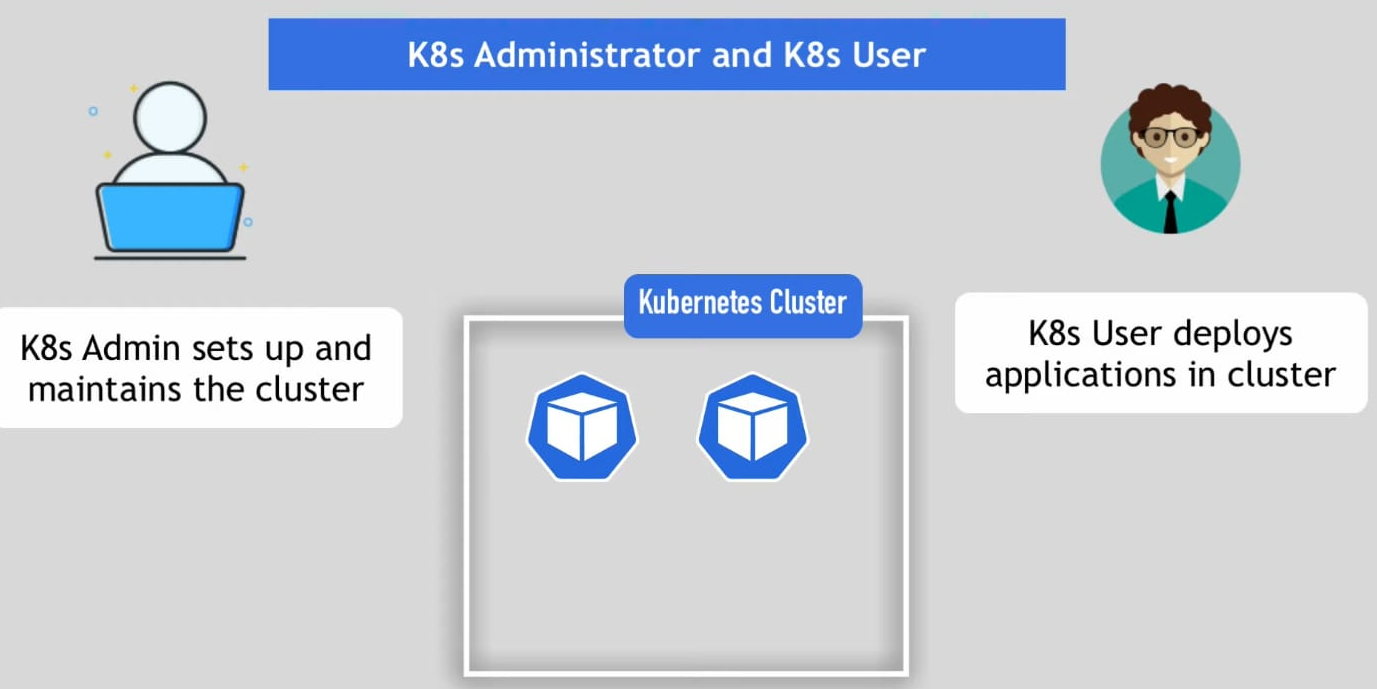 K8s Administrator and K8s User
Kubernetes Cluster
K8s Admin sets up and
maintains the cluster
K8s User deploys
applications in cluster